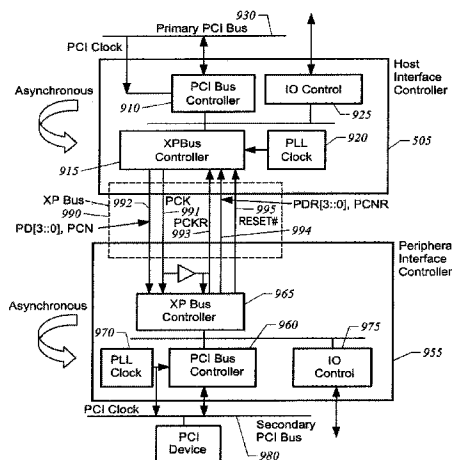 930
Primary PCI Bus
PCI Clock
Host
Interface
Controller
Asynchronous
PCI Bus
Controller
910
IO Control
925
XPBus
Controller
915
PLL
Clock
920
505
XP Bus
990
992
PCK
991
PCKR
993
995
RESET#
994
PDR[3::0], PCNR
PD[3::0], PCN
Periphera
Interface
Controller
Asynchronous
XP Bus
Controller
965
970
960
975
PLL
Clock
PCI Bus
Controller
IO
Control
955
PCI Clock
Secondary
PCI Bus
980
PCI
Device